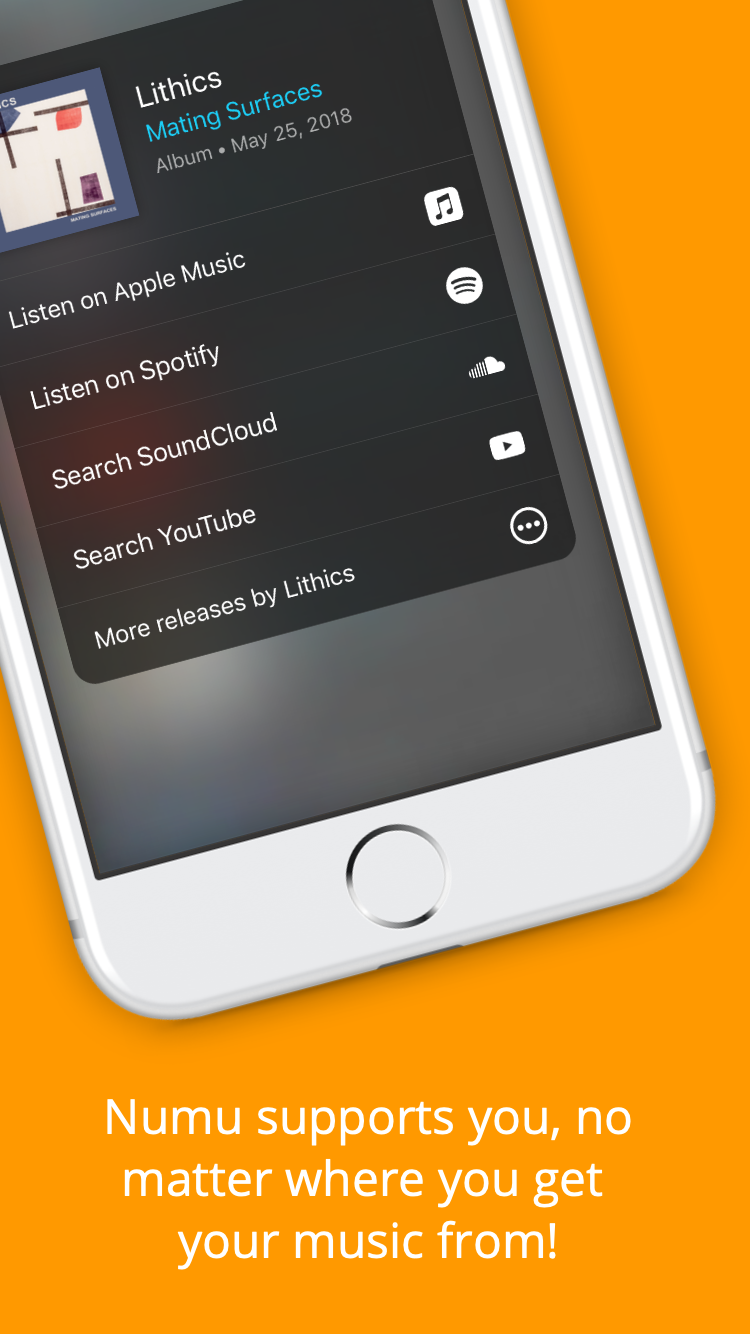 Lithics
Mating Surfaces
Album • May 25, 2018
MATING SURFACES
Listen on Apple Music
Listen on Spotify
Search SoundCloud
Search YouTube
More releases by Lithics
Numu supports you, no
matter where you get
your music from!